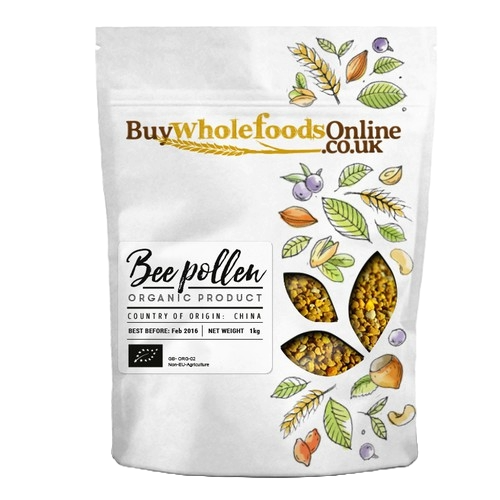 BuyWholefoodsOnline
.co.uk
Bee pollen
ORGANIC PRODUCT
COUNTRY OF ORIGIN: CHINA
BEST BEFORE: Feb 2016 | NET WEIGHT 1kg
GB- ORG-02
Non-EU-Agriculture